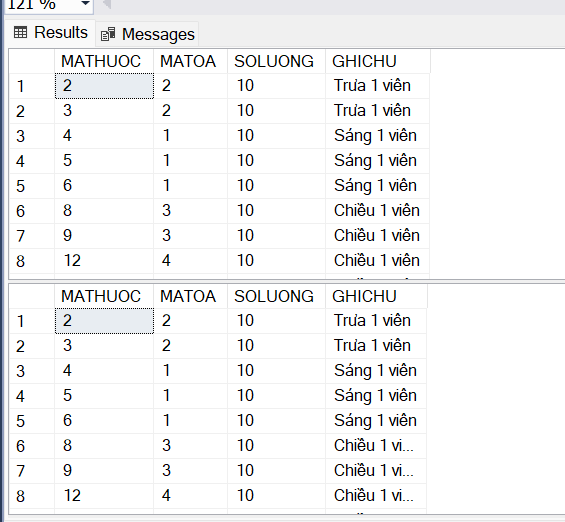 121 %
Results Messages
MATHUOC MATOA SOLUONG GHICHU
1 2 2 10 Trưa 1 viên
2 3 2 10 Trưa 1 viên
3 4 1 10 Sáng 1 viên
4 5 1 10 Sáng 1 viên
5 6 1 10 Sáng 1 viên
6 8 3 10 Chiều 1 viên
7 9 3 10 Chiều 1 viên
8 12 4 10 Chiều 1 viên
MATHUOC MATOA SOLUONG GHICHU
1 2 2 10 Trưa 1 viên
2 3 2 10 Trưa 1 viên
3 4 1 10 Sáng 1 viên
4 5 1 10 Sáng 1 viên
5 6 1 10 Sáng 1 viên
6 8 3 10 Chiều 1 vi...
7 9 3 10 Chiều 1 vi...
8 12 4 10 Chiều 1 vi...